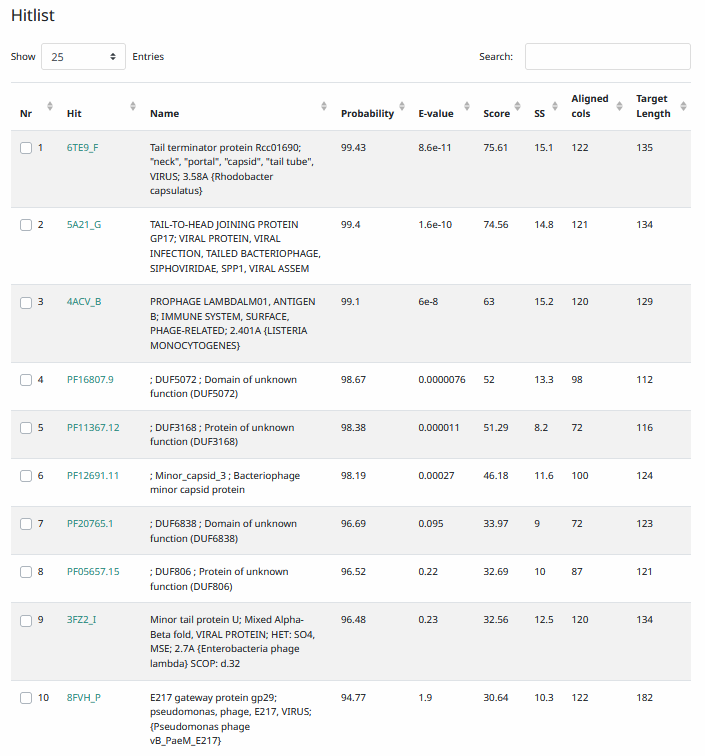 Hitlist
Show 25 Entries Search:
Nr Hit Name Probability E-value Score SS Aligned cols Target Length
1 6TE9_F Tail terminator protein Rcc01690; 99.43 8.6e-11 75.61 15.1 122 135
"neck", "portal", "capsid", "tail tube",
VIRUS; 3.58A {Rhodobacter
capsulatus}
2 5A21_G TAIL-TO-HEAD JOINING PROTEIN 99.4 1.6e-10 74.56 14.8 121 134
GP17; VIRAL PROTEIN, VIRAL
INFECTION, TAILED BACTERIOPHAGE,
SIPHOVIRIDAE, SPP1, VIRAL ASSEM
3 4ACV_B PROPHAGE LAMBDALM01, ANTIGEN 99.1 6e-8 63 15.2 120 129
B; IMMUNE SYSTEM, SURFACE,
PHAGE-RELATED; 2.401A {LISTERIA
MONOCYTOGENES}
4 PF16807.9 ; DUF5072 ; Domain of unknown 98.67 0.0000076 52 13.3 98 112
function (DUF5072)
5 PF11367.12 ; DUF3168 ; Protein of unknown 98.38 0.000011 51.29 8.2 72 116
function (DUF3168)
6 PF12691.11 ; Minor_capsid_3 ; Bacteriophage 98.19 0.00027 46.18 11.6 100 124
minor capsid protein
7 PF20765.1 ; DUF6838 ; Domain of unknown 96.69 0.095 33.97 9 72 123
function (DUF6838)
8 PF05657.15 ; DUF806 ; Protein of unknown 96.52 0.22 32.69 10 87 121
function (DUF806)
9 3FZ2_I Minor tail protein U; Mixed Alpha- 96.48 0.23 32.56 12.5 120 134
Beta fold, VIRAL PROTEIN; HET: SO4,
MSE; 2.7A {Enterobacteria phage
lambda} SCOP: d.32
10 8FVH_P E217 gateway protein gp29; 94.77 1.9 30.64 10.3 122 182
pseudomonas, phage, E217, VIRUS;
{Pseudomonas phage
vB_PaeM_E217}